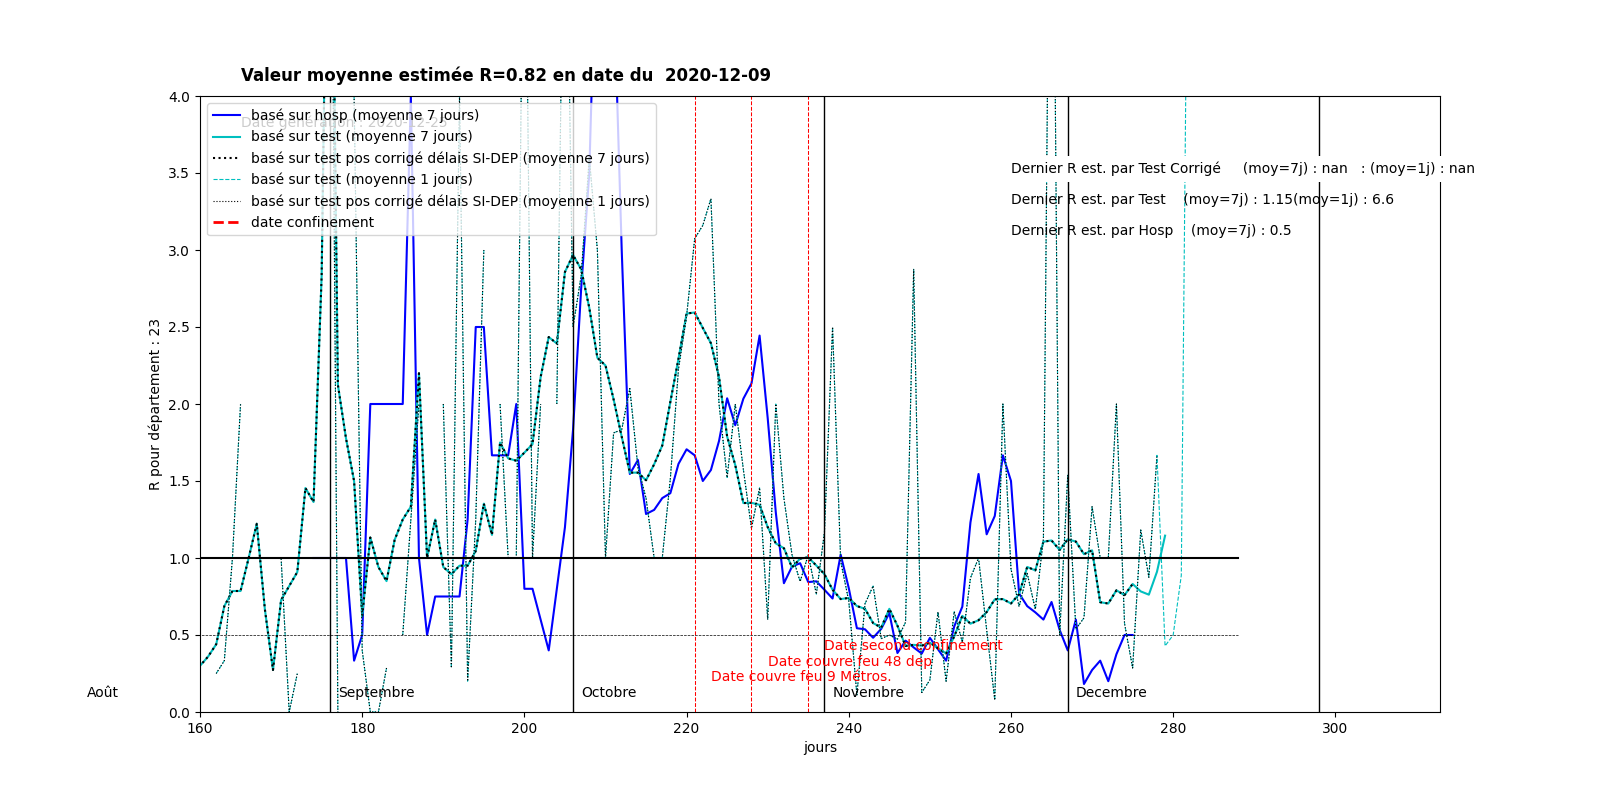 Valeur moyenne estimée R=0.82 en date du  2020-12-09
Date génération : 2020-12-25
basé sur hosp (moyenne 7 jours)
basé sur test (moyenne 7 jours)
basé sur test pos corrigé délais SI-DEP (moyenne 7 jours)
basé sur test (moyenne 1 jours)
basé sur test pos corrigé délais SI-DEP (moyenne 1 jours)
date confinement
Dernier R est. par Test Corrigé (moy=7j) : nan : (moy=1j) : nan
Dernier R est. par Test (moy=7j) : 1.15(moy=1j) : 6.6
Dernier R est. par Hosp (moy=7j) : 0.5
4.0
3.5
3.0
2.5
2.0
1.5
1.0
0.5
0.0
R pour département : 23
Date second confinement
Date couvre feu 48 dep
Date couvre feu 9 Métros.
Août
Septembre
Octobre
Novembre
Decembre
160 180 200 220 240 260 280 300
jours